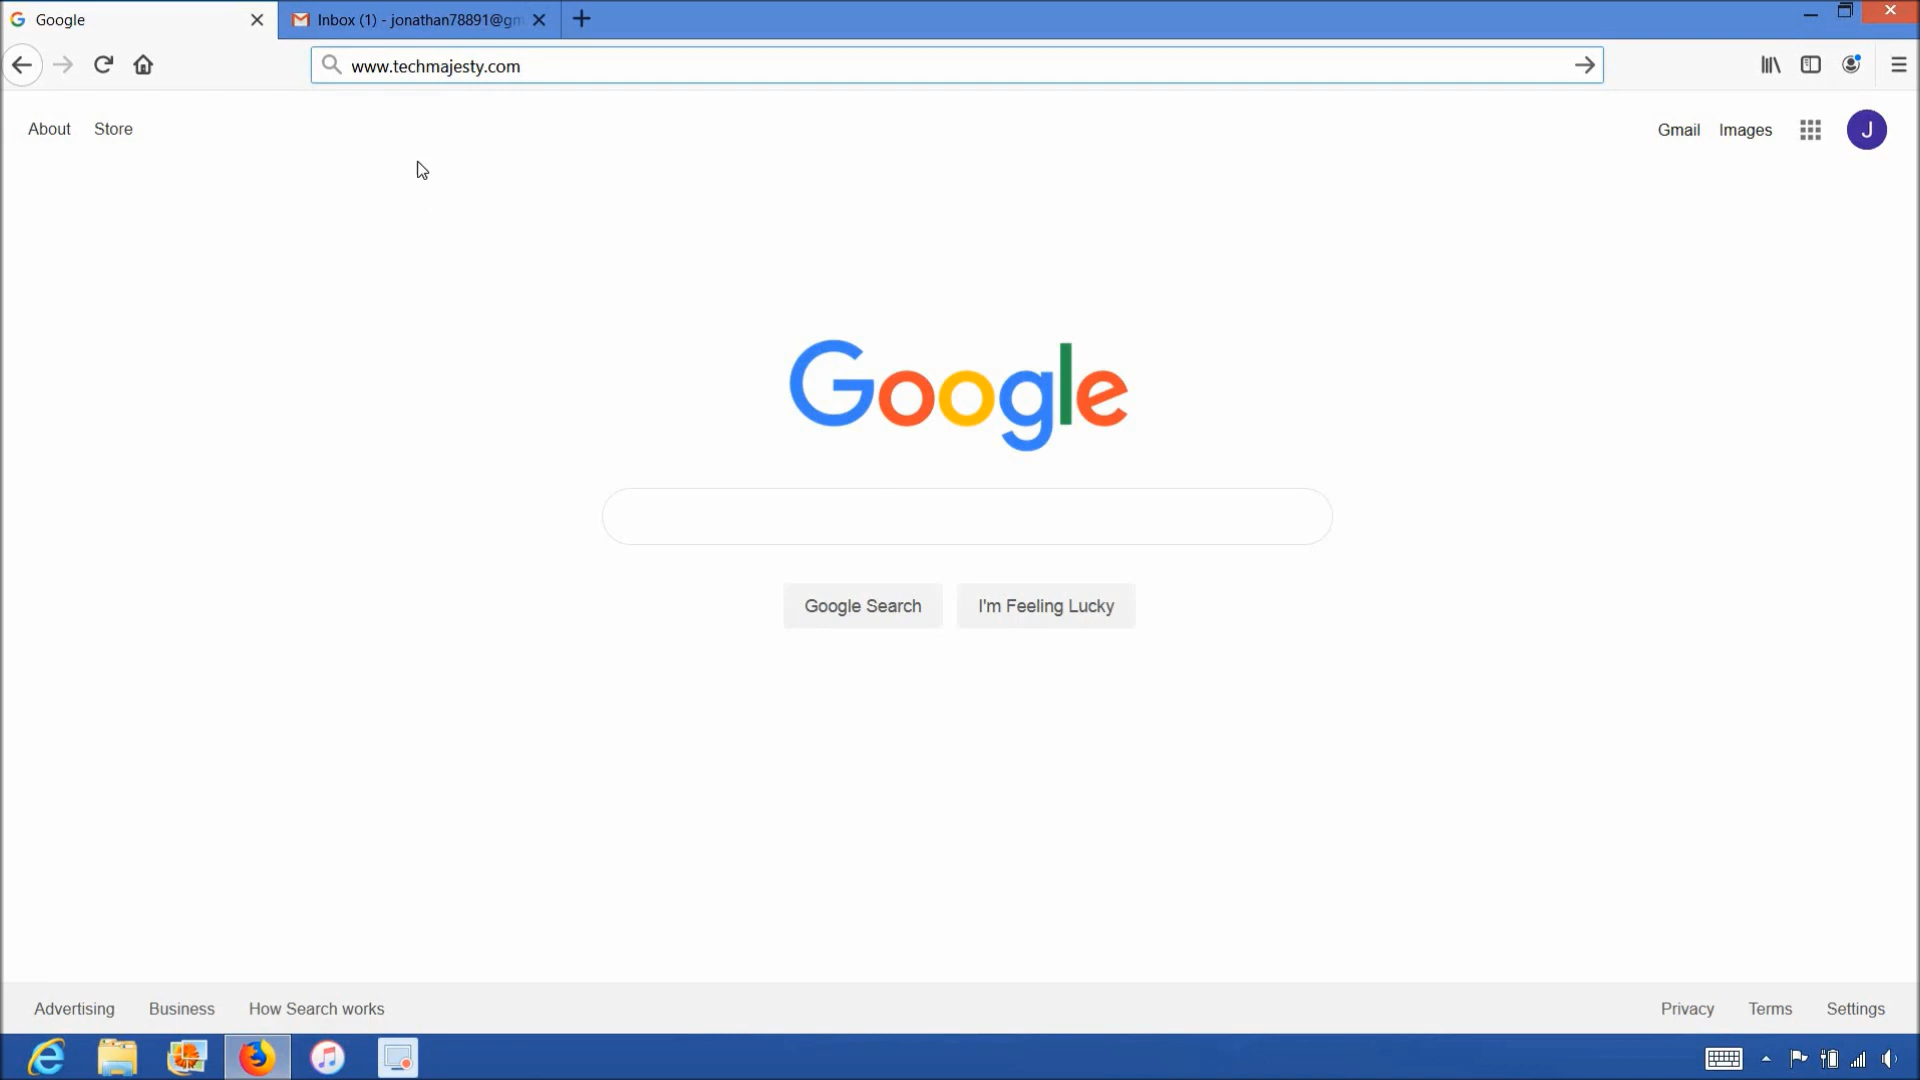 Google
Inbox (1) - jonathan78891@gm
www.techmajesty.com
About Store
Gmail Images J
Google
Google Search I'm Feeling Lucky
Advertising Business How Search works
Privacy Terms Settings